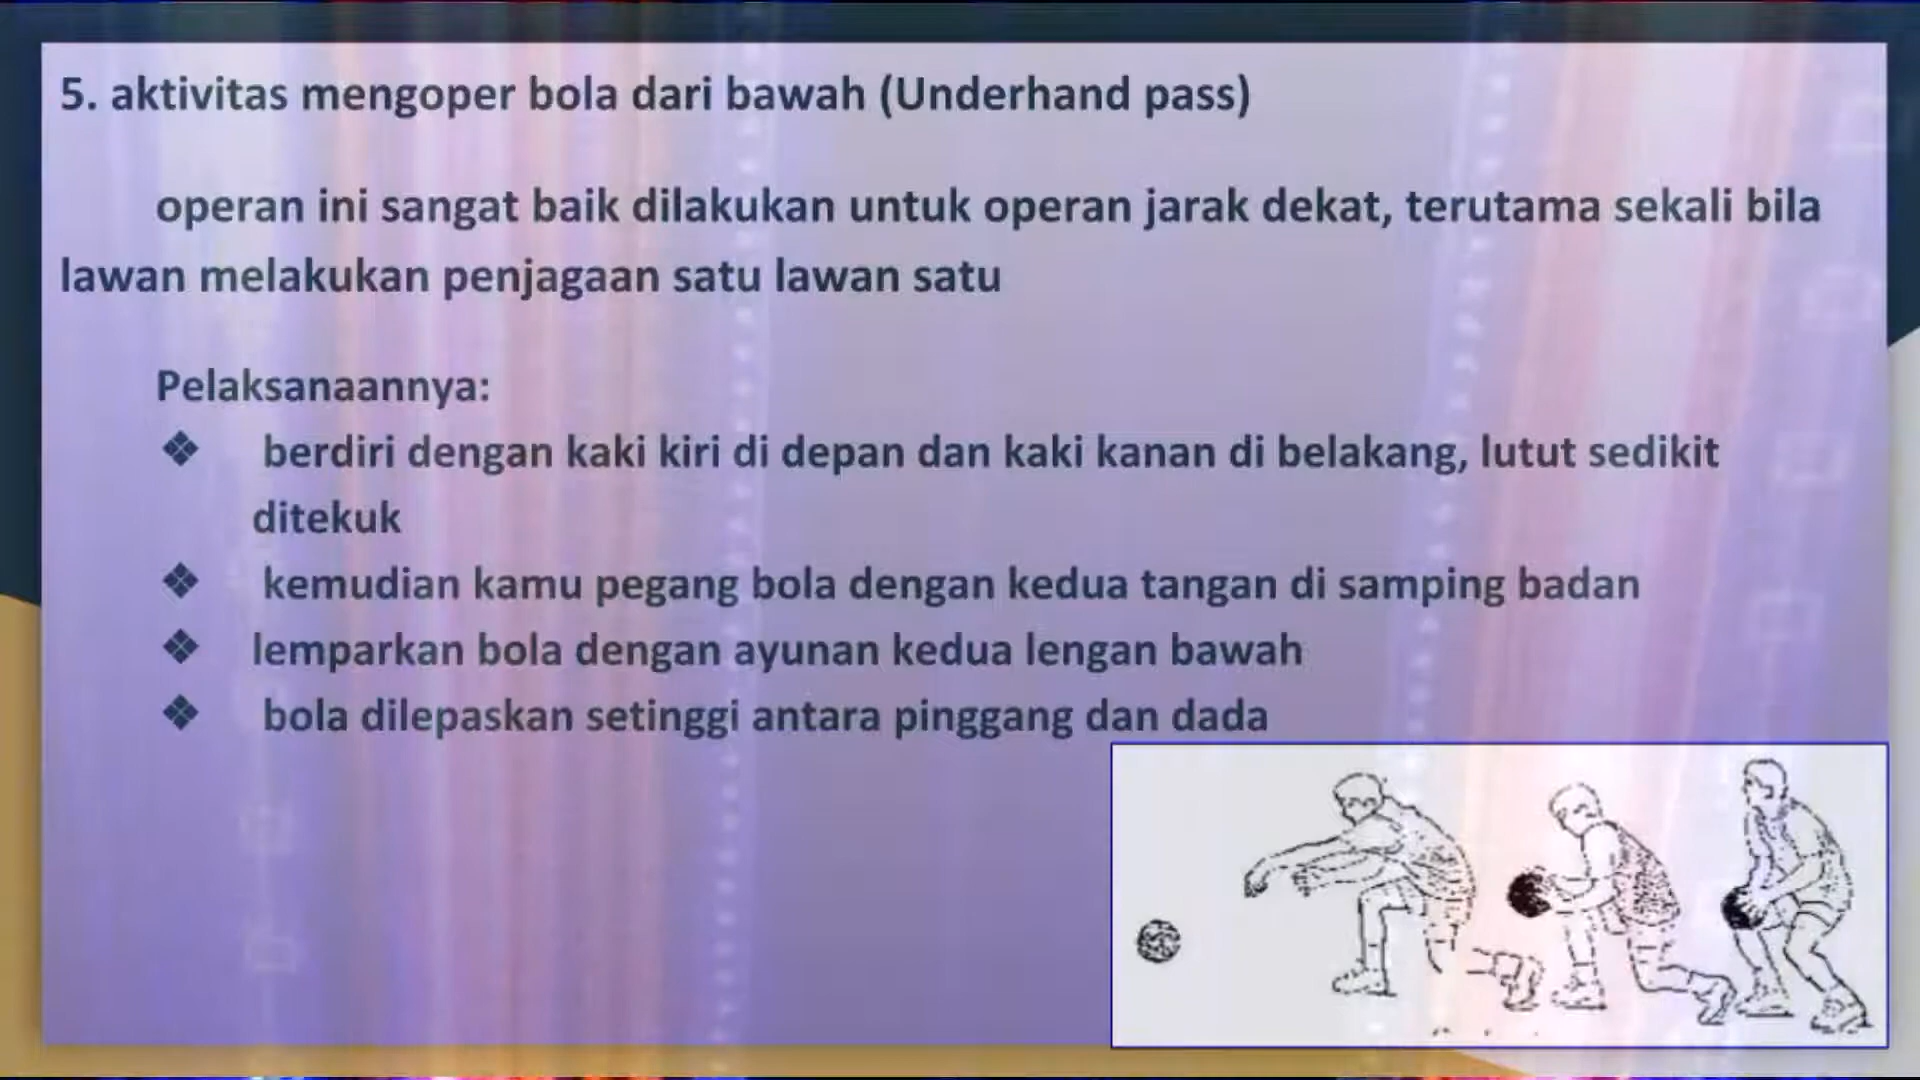 5. aktivitas mengoper bola dari bawah (Underhand pass)
operan ini sangat baik dilakukan untuk operan jarak dekat, terutama sekali bila
lawan melakukan penjagaan satu lawan satu
Pelaksanaannya:
❖ berdiri dengan kaki kiri di depan dan kaki kanan di belakang, lutut sedikit
ditekuk
❖ kemudian kamu pegang bola dengan kedua tangan di samping badan
❖ lemparkan bola dengan ayunan kedua lengan bawah
❖ bola dilepaskan setinggi antara pinggang dan dada